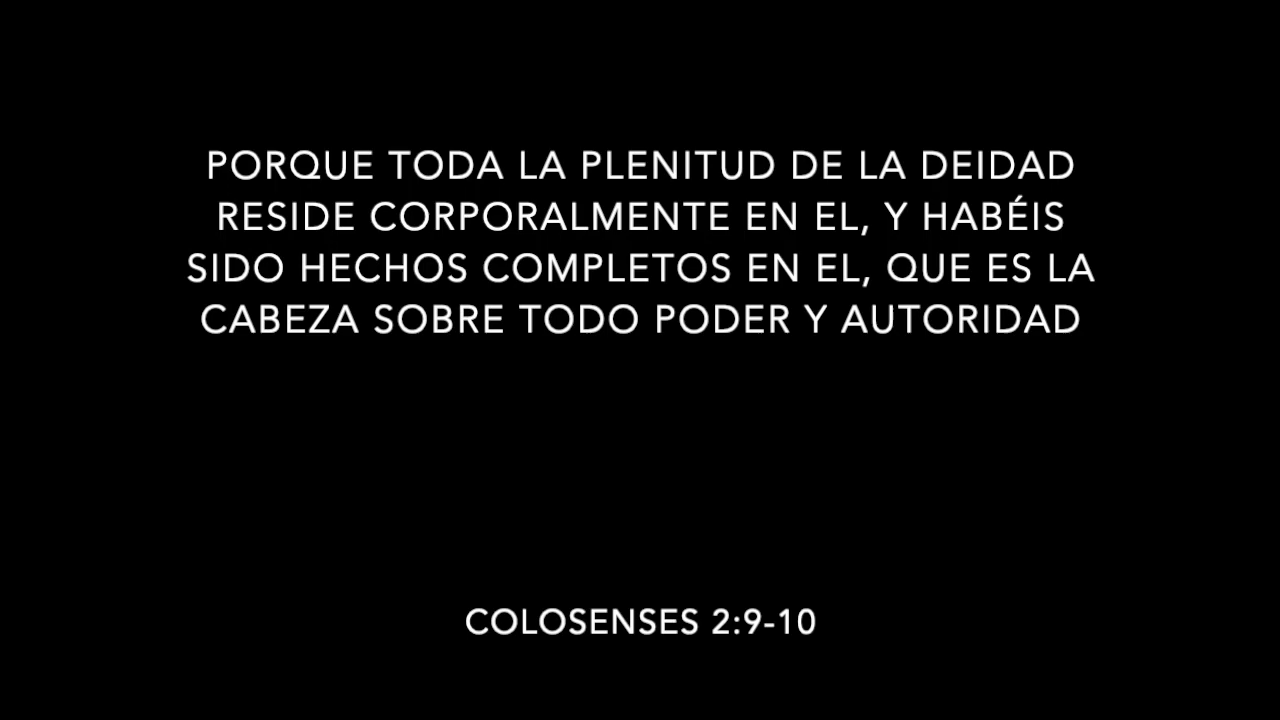 PORQUE TODA LA PLENITUD DE LA DEIDAD
RESIDE CORPORALMENTE EN EL, Y HABÉIS
SIDO HECHOS COMPLETOS EN EL, QUE ES LA
CABEZA SOBRE TODO PODER Y AUTORIDAD
COLOSENSES 2:9-10